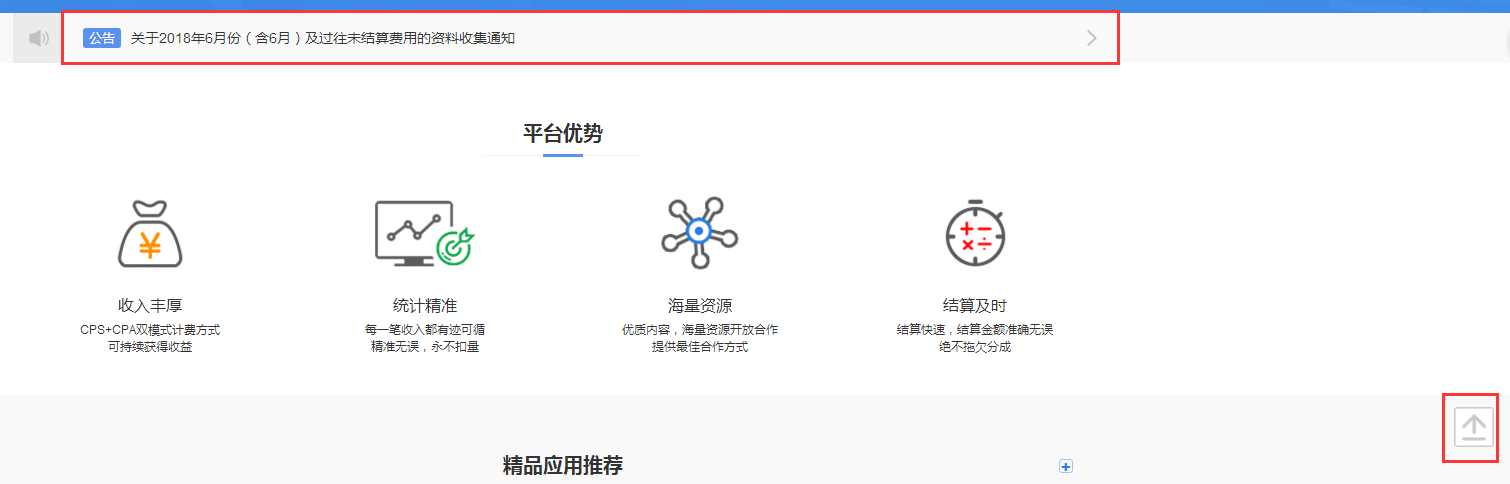 公告 关于2018年6月份（含6月）及过往未结算费用的资料收集通知
平台优势
收入丰厚
CPS+CPA双模式计费方式
可持续获得收益
统计精准
每一笔收入都有迹可循
精准无误，永不扣量
海量资源
优质内容，海量资源开放合作
提供最佳合作方式
结算及时
结算快速，结算金额准确无误
绝不拖欠分成
精品应用推荐